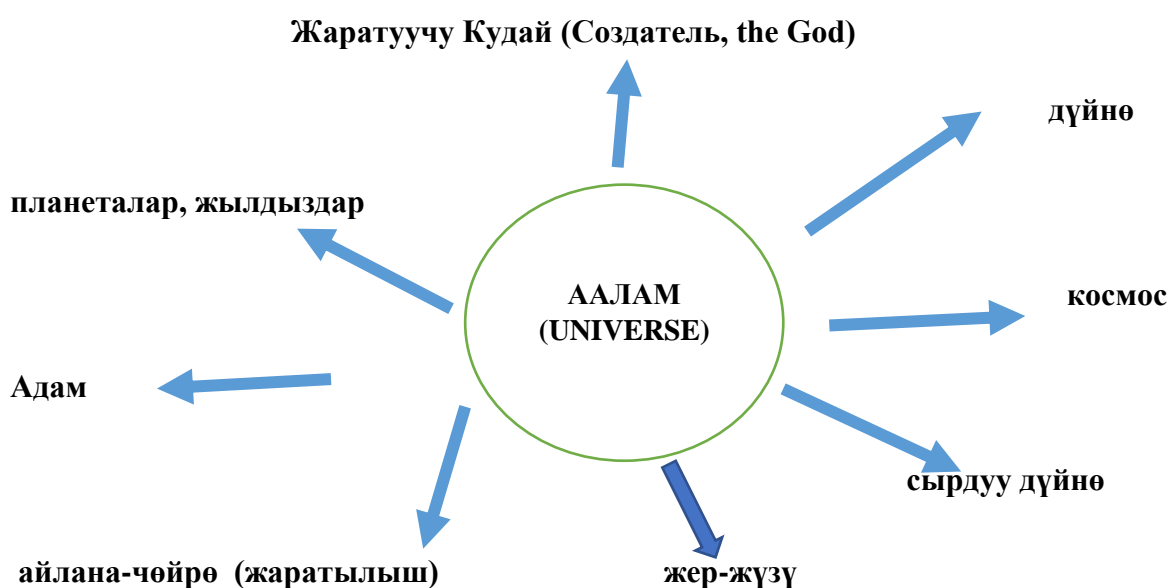 Жаратуучу Кудай (Создатель, the God)
дүйнө
планеталар, жылдыздар
ААЛАМ
(UNIVERSE)
космос
Адам
сырдуу дүйнө
айлана-чөйрө (жаратылыш)
жер-жүзү